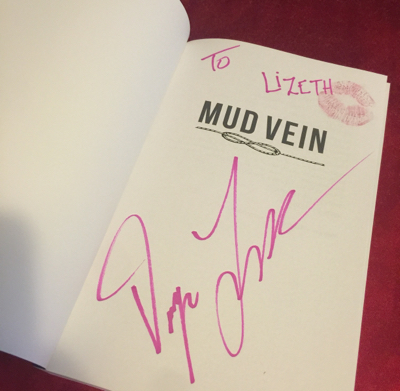 To
Lizeth
MUD VEIN